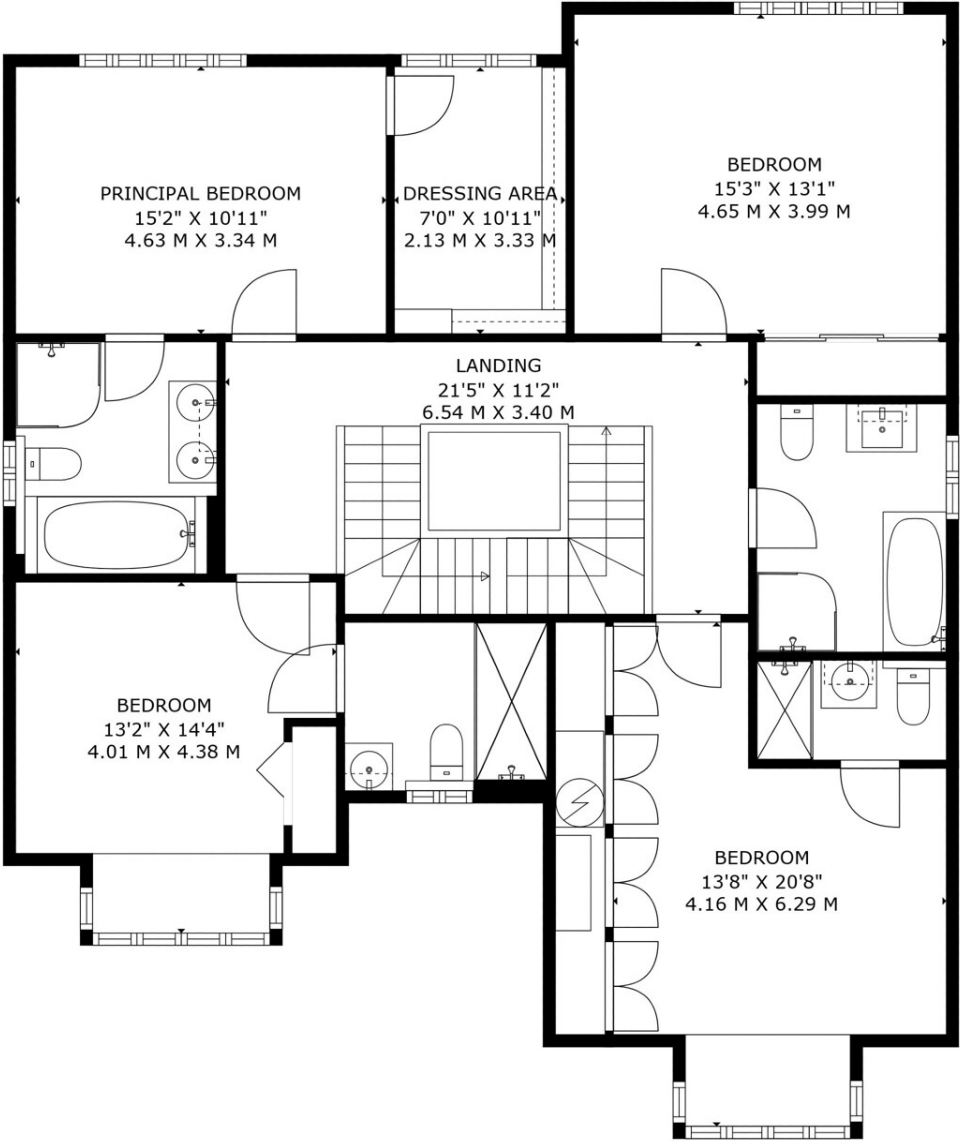 PRINCIPAL BEDROOM
15'2" X 10'11"
4.63 M X 3.34 M
DRESSING AREA
7'0" X 10'11"
2.13 M X 3.33 M
BEDROOM
15'3" X 13'1"
4.65 M X 3.99 M
LANDING
21'5" X 11'2"
6.54 M X 3.40 M
BEDROOM
13'2" X 14'4"
4.01 M X 4.38 M
BEDROOM
13'8" X 20'8"
4.16 M X 6.29 M